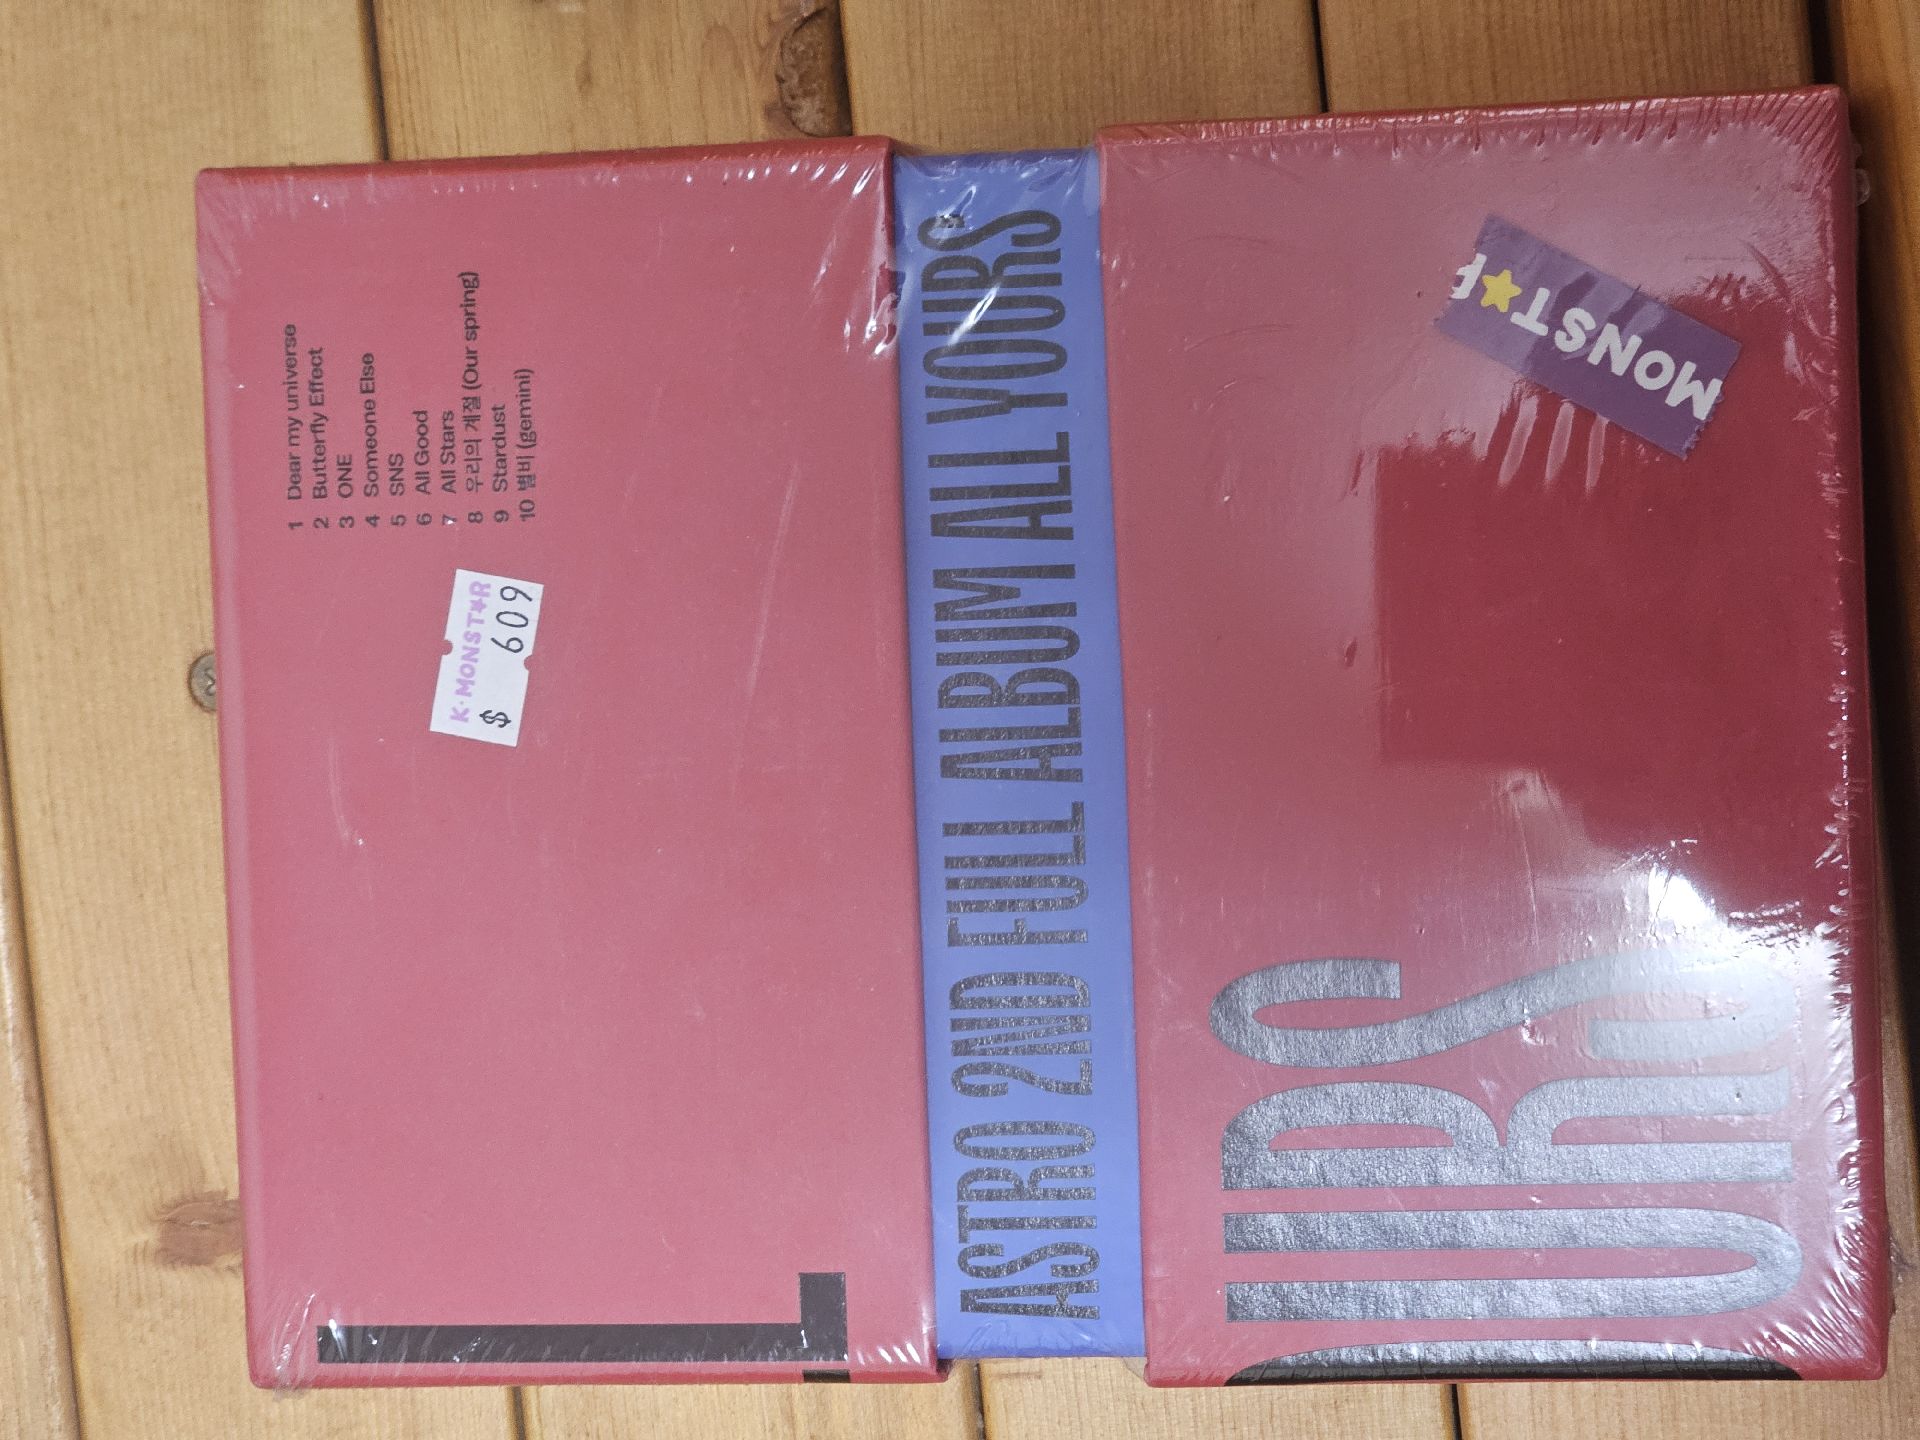 1 Dear my universe
2 Butterfly Effect
3 ONE
4 Someone Else
5 SNS
6 All Good
7 All Stars
8 우리의 계절 (Our spring)
9 Stardust
10 별비 (gemini)
K·MONST★R
$ 609
L
ASTRO 2ND FULL ALBUM ALL YOURS
MONST★R
OURS